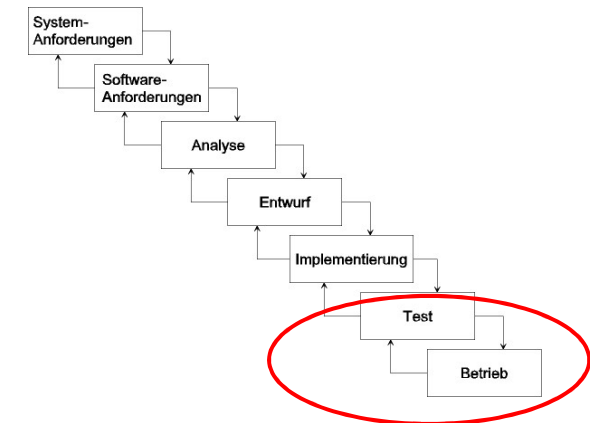 System-
Anforderungen
Software-
Anforderungen
Analyse
Entwurf
Implementierung
Test
Betrieb